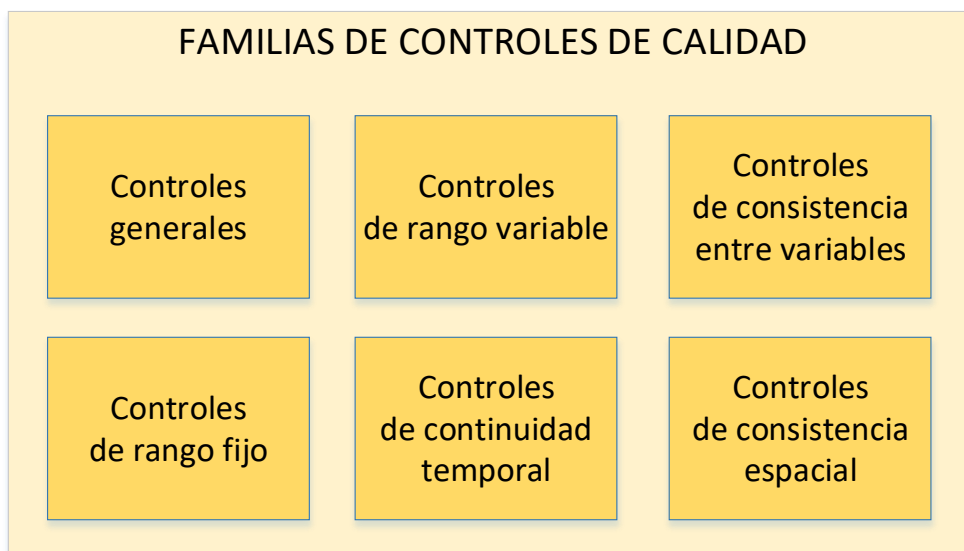 FAMILIAS DE CONTROLES DE CALIDAD
Controles
generales
Controles
de rango variable
Controles
de consistencia
entre variables
Controles
de rango fijo
Controles
de continuidad
temporal
Controles
de consistencia
espacial